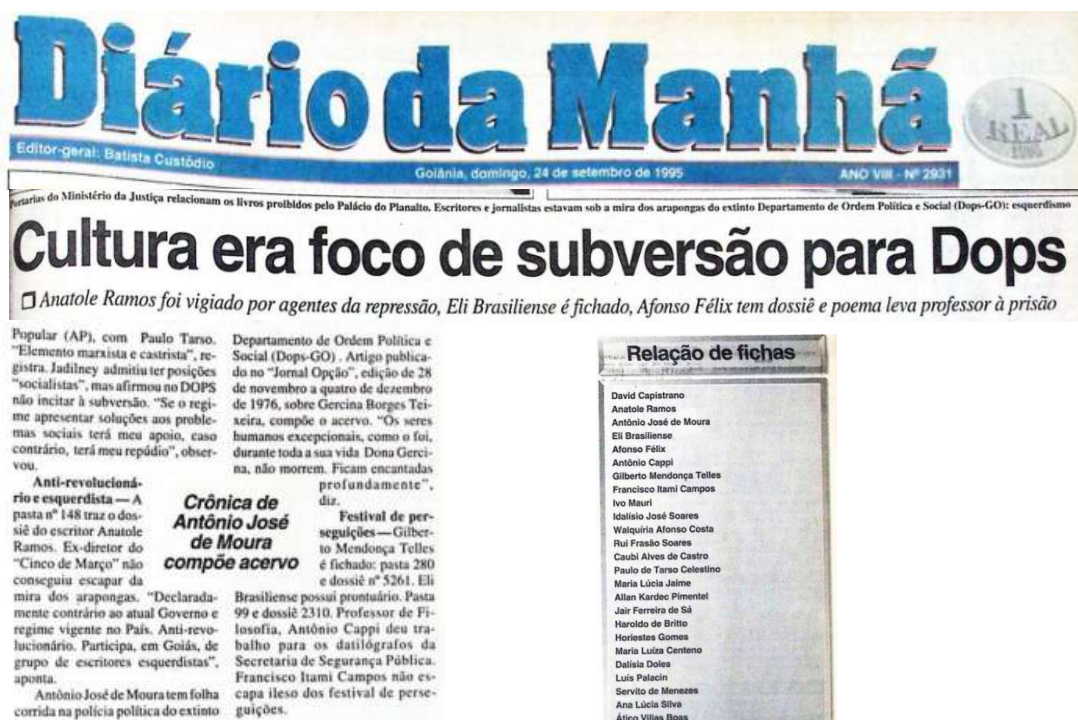 Diário da Manhã
1
REAL
Editor-geral: Batista Custódio
Goiânia, domingo, 24 de setembro de 1995
ANO VIII - Nº 2931
Portarias do Ministério da Justiça relacionam os livros proibidos pelo Palácio do Planalto. Escritores e jornalistas estavam sob a mira dos arapongas do extinto Departamento de Ordem Política e Social (Dops-GO): esquerdismo
Cultura era foco de subversão para Dops
Anatole Ramos foi vigiado por agentes da repressão, Eli Brasiliense é fichado, Afonso Félix tem dossiê e poema leva professor à prisão
Popular (AP), com Paulo Tarso.
"Elemento marxista e castrista", re-
gistra. Jadilney admitiu ter posições
"socialistas", mas afirmou no DOPS
não incitar à subversão. "Se o regi-
me apresentar soluções aos proble-
mas sociais terá meu apoio, caso
contrário, terá meu repúdio", obser-
vou.
Anti-revolucioná-
rio e esquerdista — A
pasta nº 148 traz o dos-
siê do escritor Anatole
Ramos. Ex-diretor do
"Cinco de Março" não
conseguiu escapar da
mira dos arapongas. "Declarada-
mente contrário ao atual Governo e
regime vigente no País. Anti-revo-
lucionário. Participa, em Goiás, de
grupo de escritores esquerdistas",
aponta.
Antônio José de Moura tem folha
corrida na polícia política do extinto
Crônica de
Antônio José
de Moura
compõe acervo
Departamento de Ordem Política e
Social (Dops-GO) . Artigo publica-
do no "Jornal Opção", edição de 28
de novembro a quatro de dezembro
de 1976, sobre Gercina Borges Tei-
xeira, compõe o acervo. "Os seres
humanos excepcionais, como o foi,
durante toda a sua vida Dona Gerci-
na, não morrem. Ficam encantadas
profundamente",
diz.
Festival de per-
seguições — Gilber-
to Mendonça Telles
é fichado: pasta 280
e dossiê nº 5261. Eli
Brasiliense possui prontuário. Pasta
99 e dossiê 2310. Professor de Fi-
losofia, Antônio Cappi deu tra-
balho para os datilógrafos da
Secretaria de Segurança Pública.
Francisco Itami Campos não es-
capa ileso dos festival de perse-
guições.
Relação de fichas
David Capistrano
Anatole Ramos
Antônio José de Moura
Eli Brasiliense
Afonso Félix
Antônio Cappi
Gilberto Mendonça Telles
Francisco Itami Campos
Ivo Mauri
Idalísio José Soares
Walquíria Afonso Costa
Rui Frasão Soares
Caubi Alves de Castro
Paulo de Tarso Celestino
Maria Lúcia Jaime
Allan Kardec Pimentel
Jair Ferreira de Sá
Haroldo de Britto
Horiestes Gomes
Maria Luíza Centeno
Dalísia Doles
Luís Palacin
Servito de Menezes
Ana Lúcia Silva
Ático Villas Boas